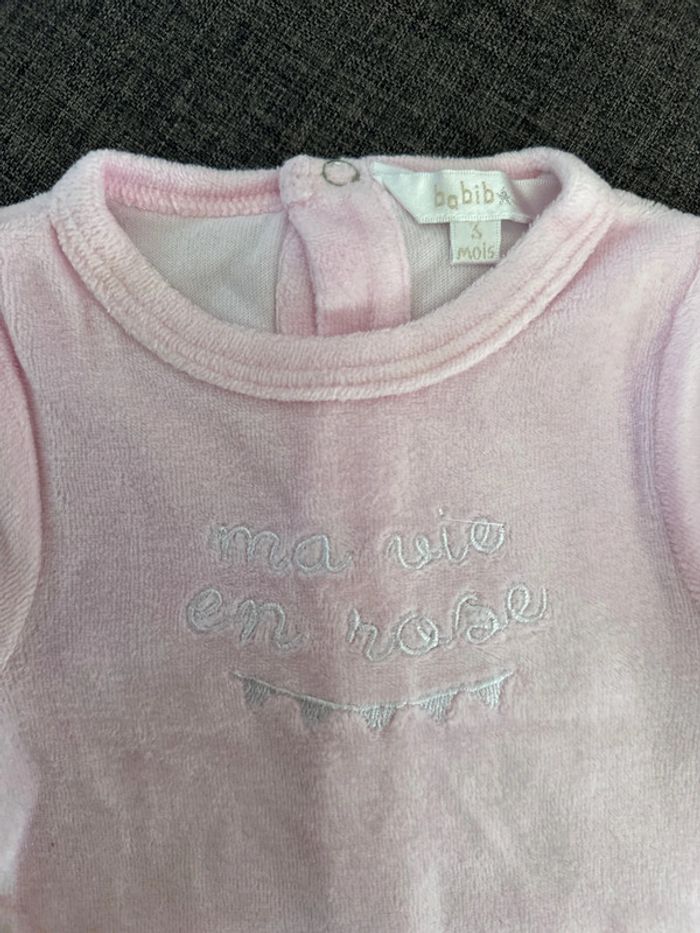 babib
3
mois
ma vie
en rose